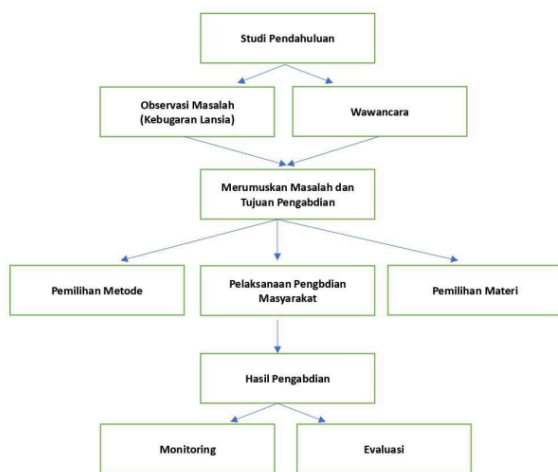 Studi Pendahuluan
Observasi Masalah
(Kebugaran Lansia)
Wawancara
Merumuskan Masalah dan
Tujuan Pengabdian
Pemilihan Metode
Pelaksanaan Pengbdian
Masyarakat
Pemilihan Materi
Hasil Pengabdian
Monitoring
Evaluasi